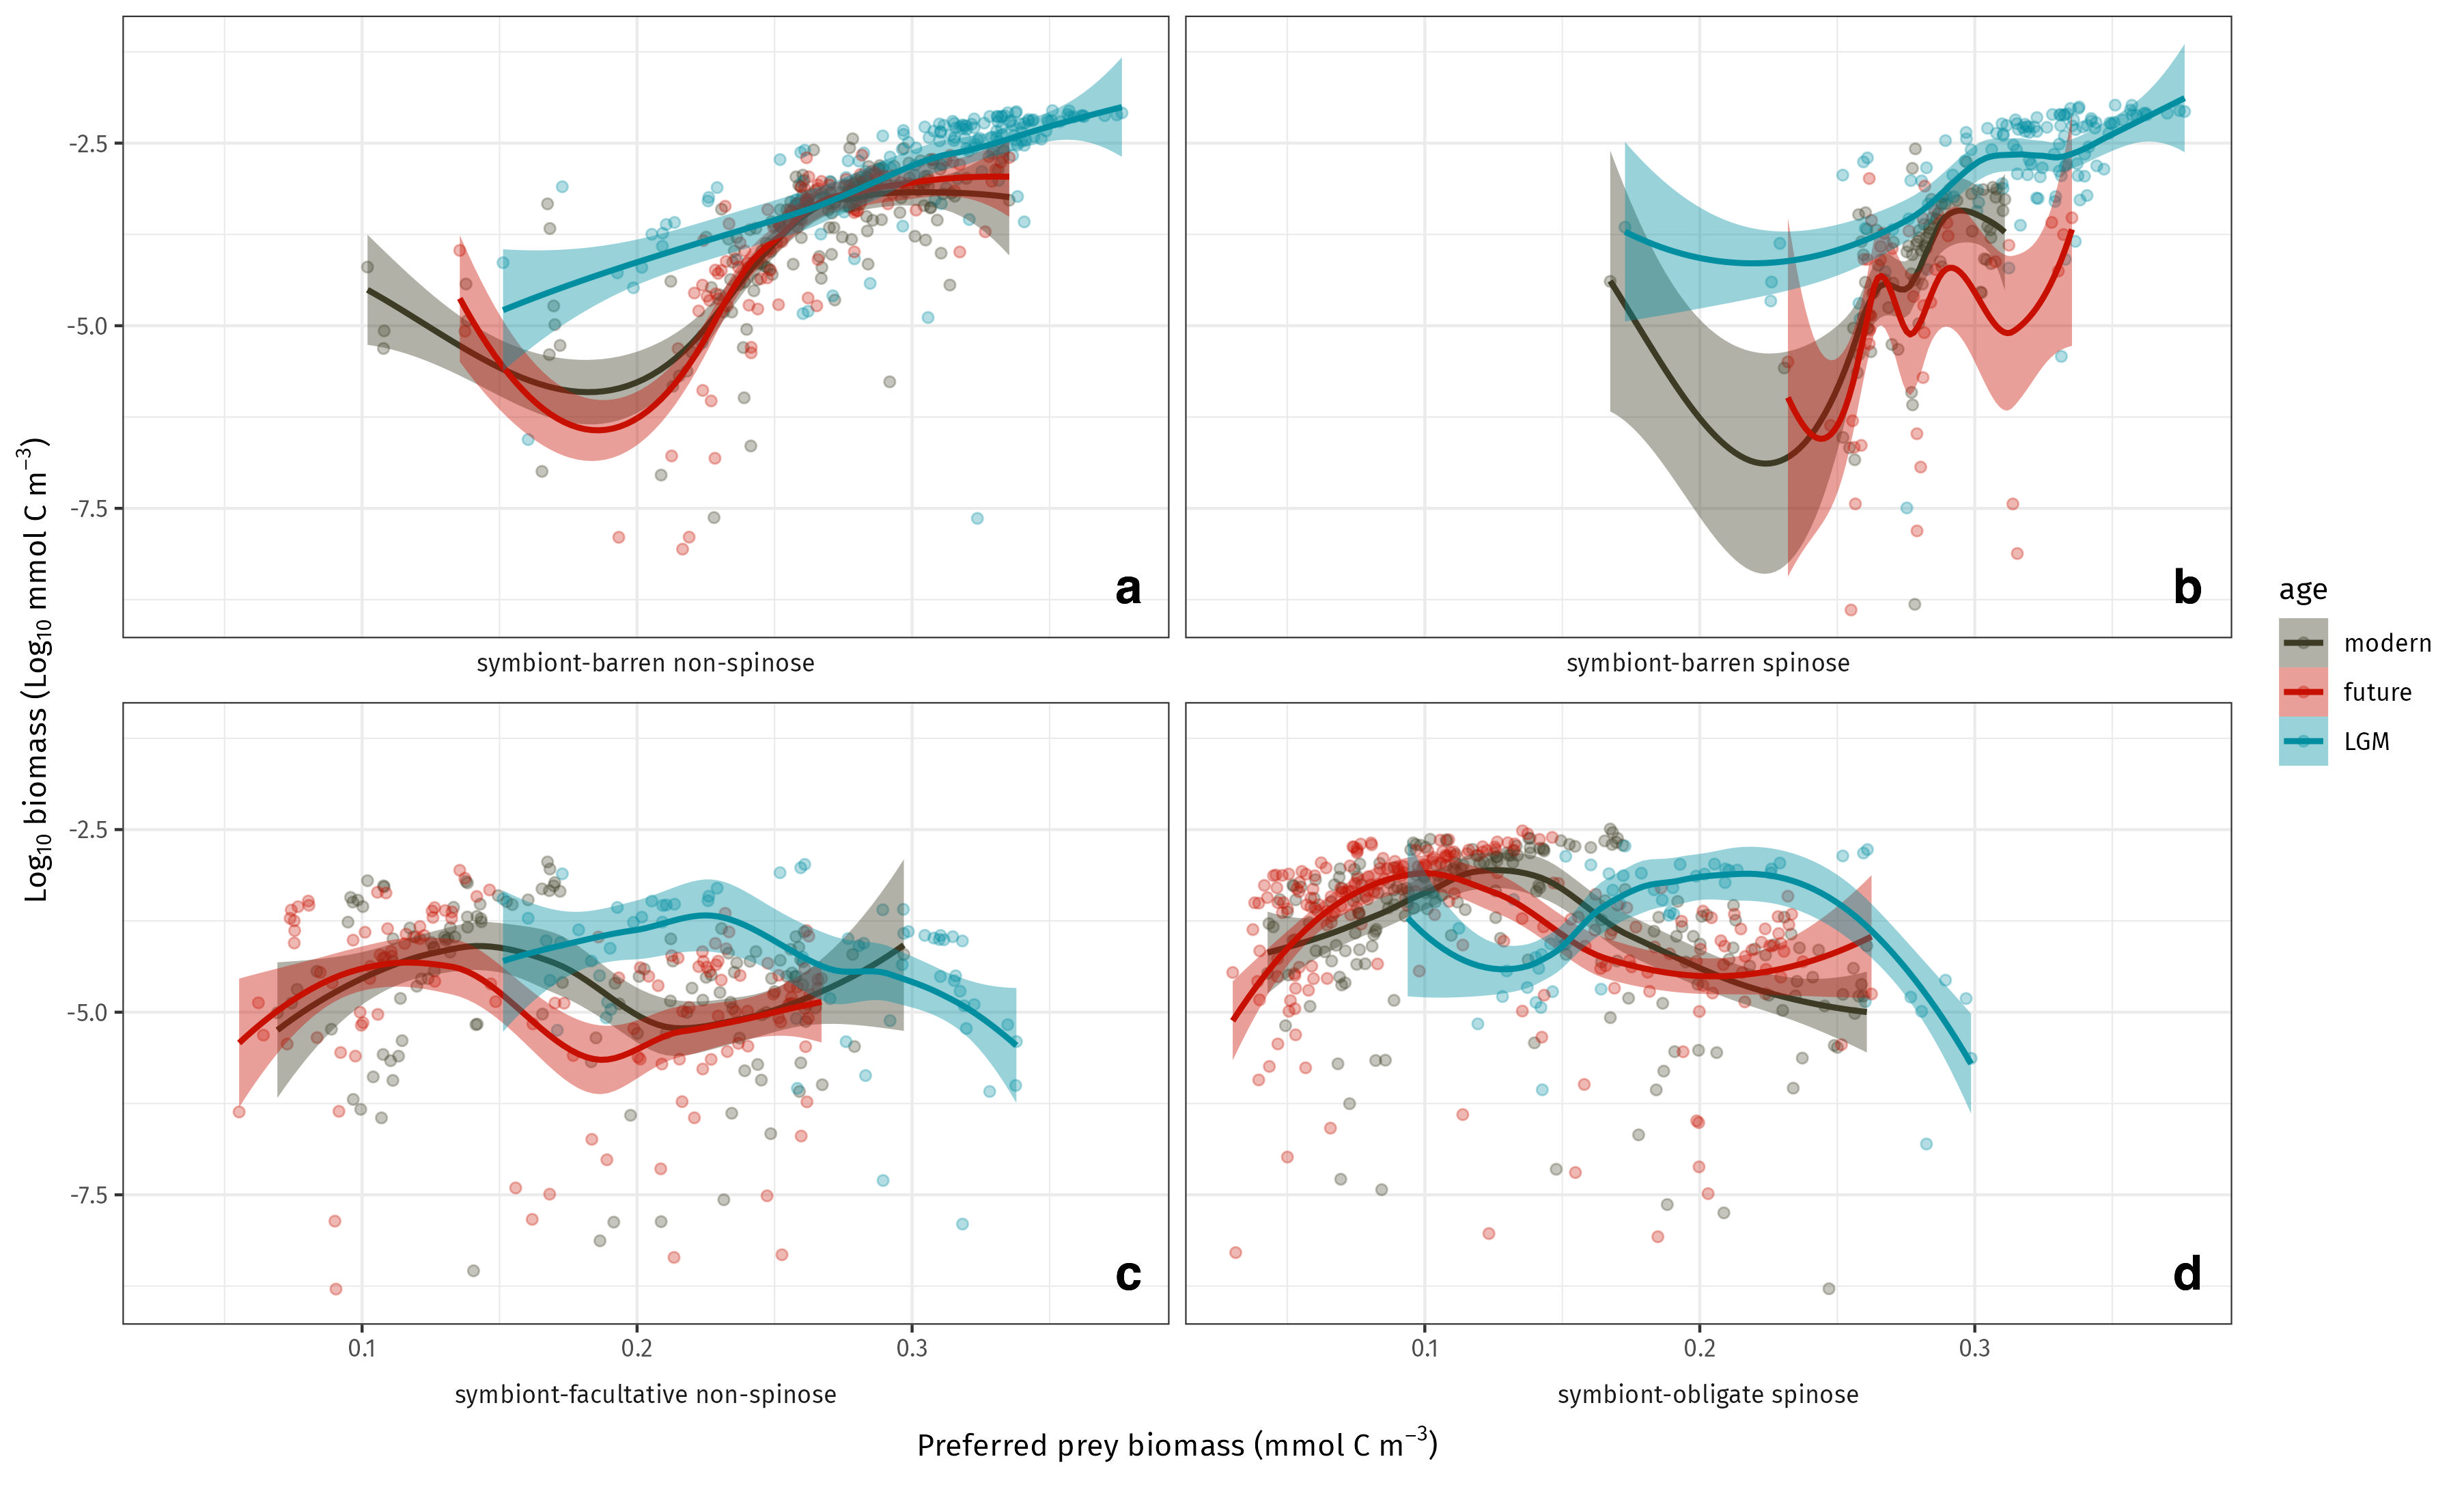 Log₁₀ biomass (Log₁₀ mmol C m⁻³)
-2.5
-5.0
-7.5
a
b
symbiont-barren non-spinose
symbiont-barren spinose
age
modern
future
LGM
-2.5
-5.0
-7.5
c
d
0.1 0.2 0.3
0.1 0.2 0.3
symbiont-facultative non-spinose
symbiont-obligate spinose
Preferred prey biomass (mmol C m⁻³)